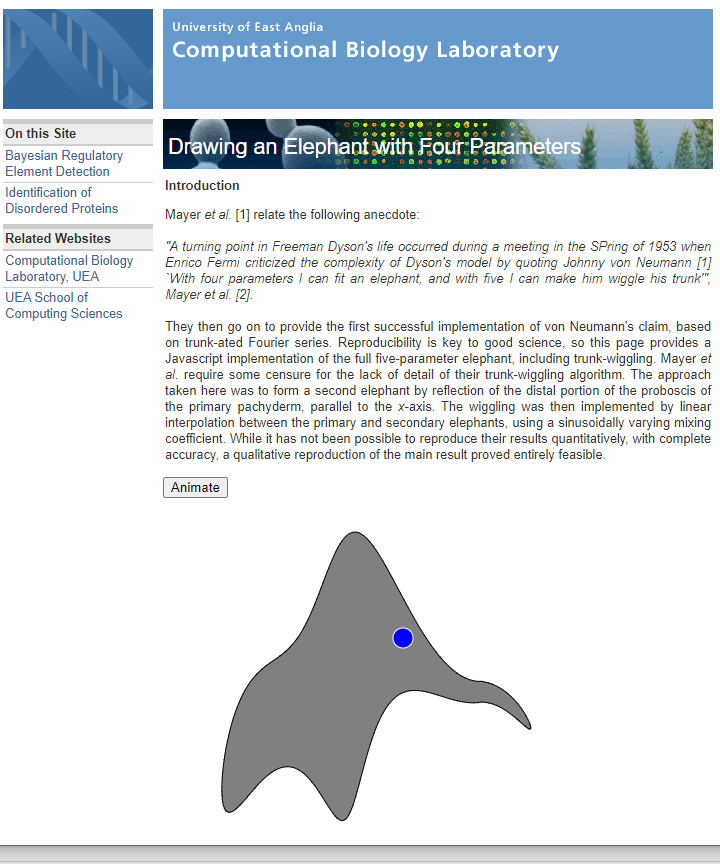 University of East Anglia
Computational Biology Laboratory
On this Site
Bayesian Regulatory
Element Detection
Identification of
Disordered Proteins
Related Websites
Computational Biology
Laboratory, UEA
UEA School of
Computing Sciences
Drawing an Elephant with Four Parameters
Introduction
Mayer et al. [1] relate the following anecdote:
"A turning point in Freeman Dyson's life occurred during a meeting in the SPring of 1953 when
Enrico Fermi criticized the complexity of Dyson's model by quoting Johnny von Neumann [1]
`With four parameters I can fit an elephant, and with five I can make him wiggle his trunk'",
Mayer et al. [2].
They then go on to provide the first successful implementation of von Neumann's claim, based
on trunk-ated Fourier series. Reproducibility is key to good science, so this page provides a
Javascript implementation of the full five-parameter elephant, including trunk-wiggling. Mayer et
al. require some censure for the lack of detail of their trunk-wiggling algorithm. The approach
taken here was to form a second elephant by reflection of the distal portion of the proboscis of
the primary pachyderm, parallel to the x-axis. The wiggling was then implemented by linear
interpolation between the primary and secondary elephants, using a sinusoidally varying mixing
coefficient. While it has not been possible to reproduce their results quantitatively, with complete
accuracy, a qualitative reproduction of the main result proved entirely feasible.
Animate